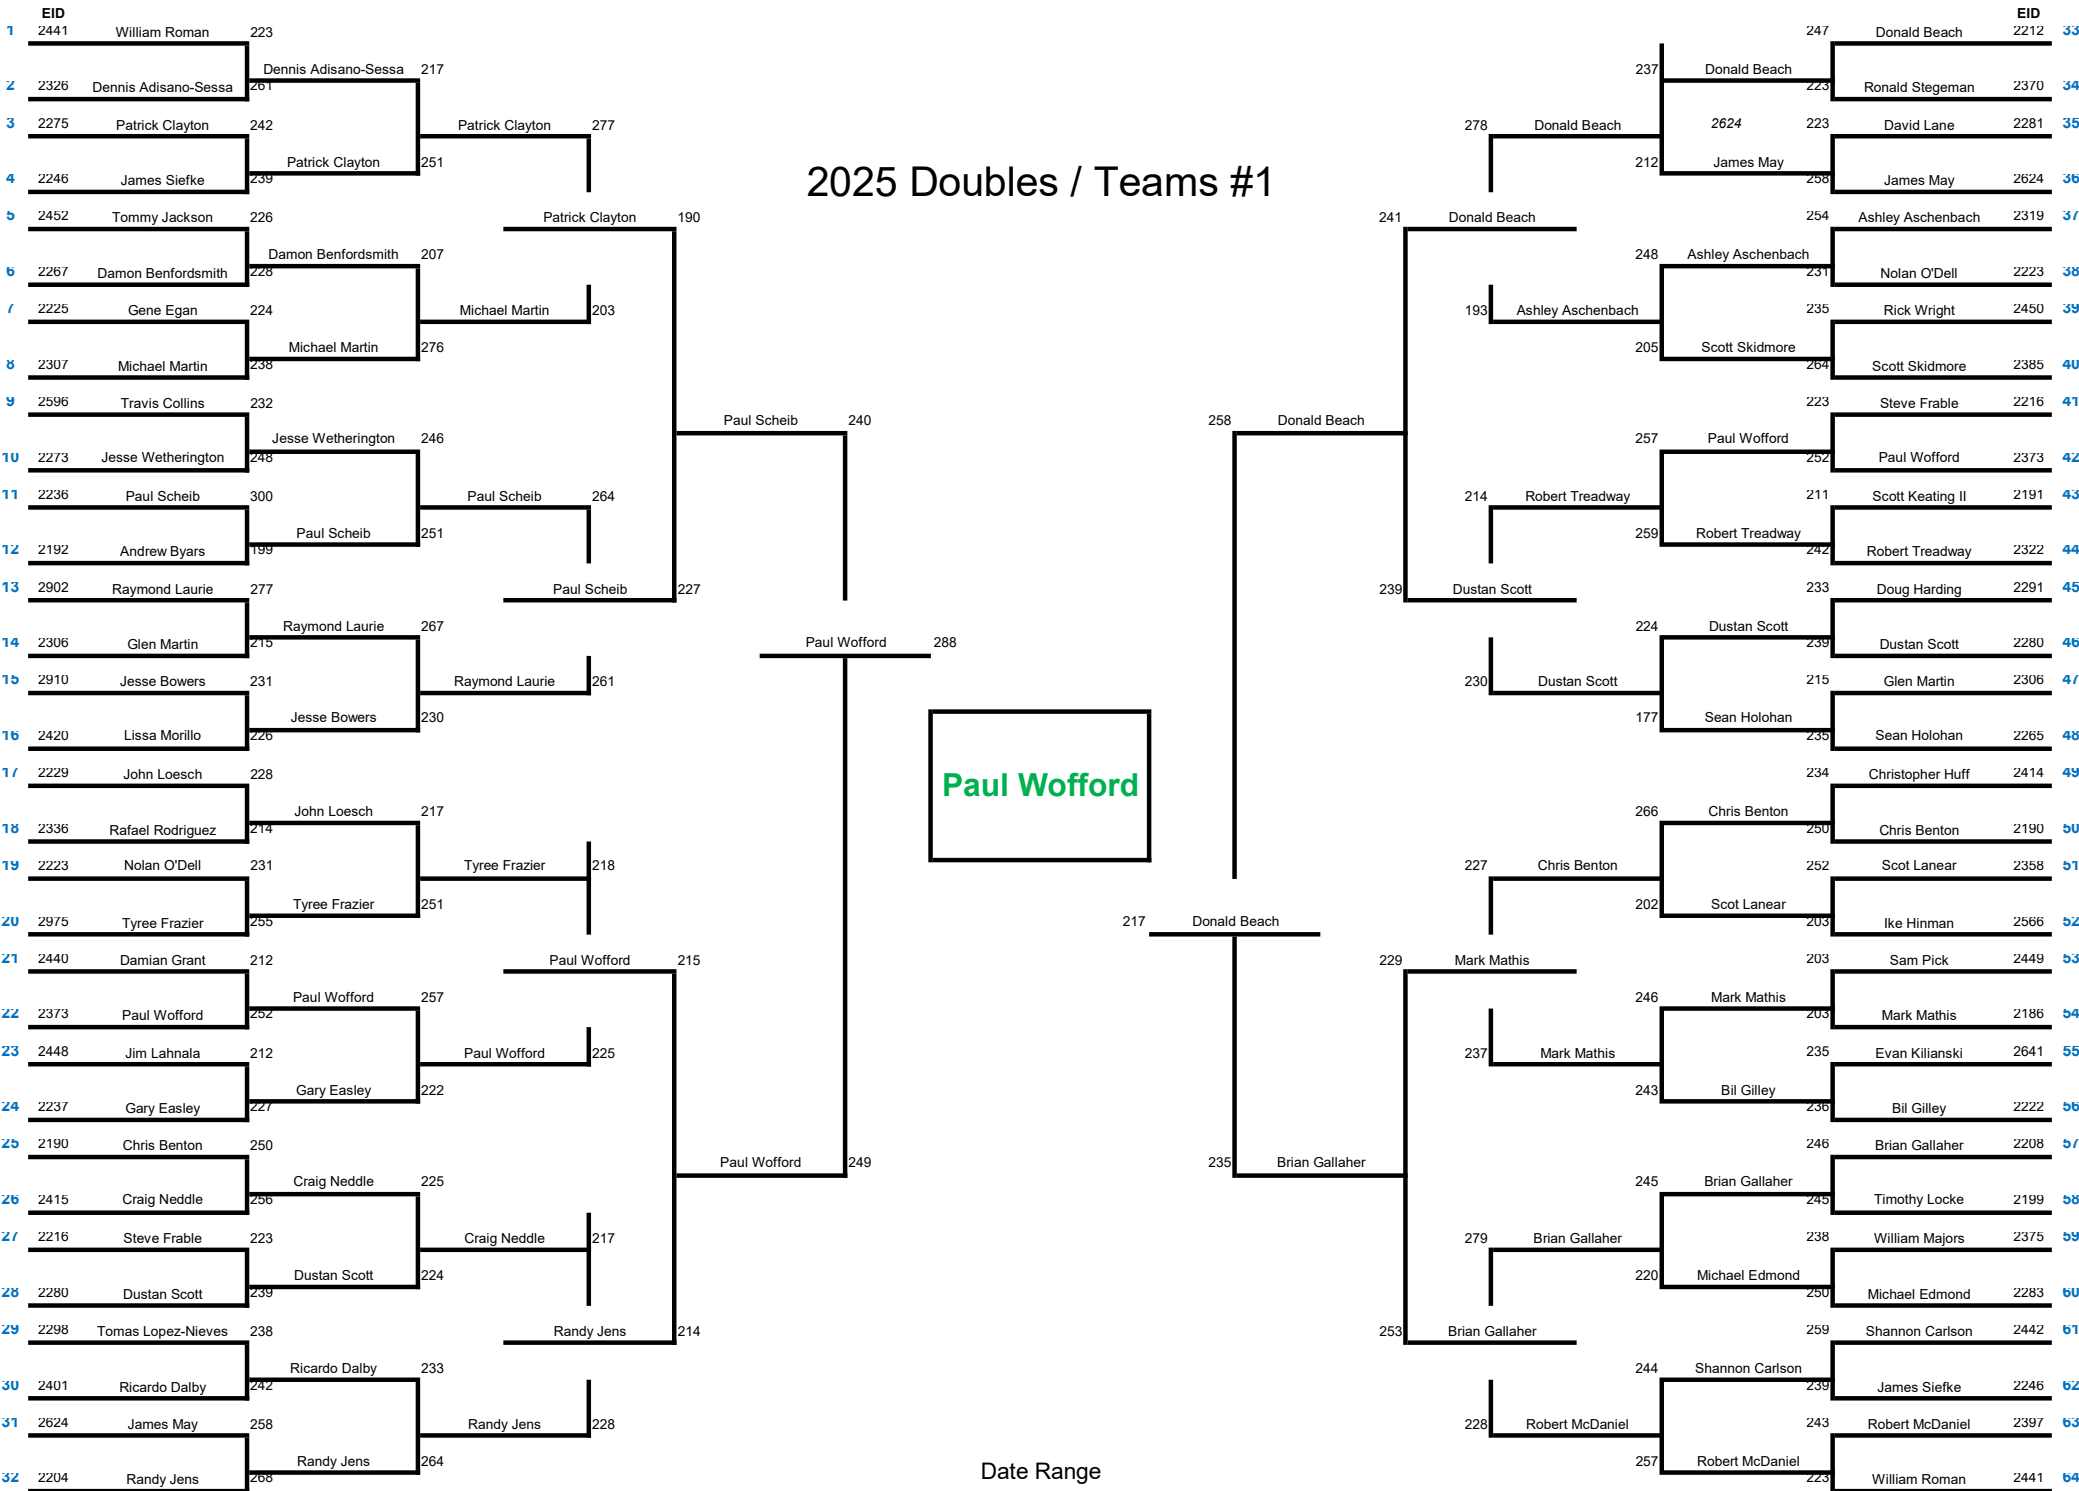 EID EID
1 2441 William Roman 223 247 Donald Beach 2212 33
Dennis Adisano-Sessa 217 237 Donald Beach
2 2326 Dennis Adisano-Sessa 261 223 Ronald Stegeman 2370 34
3 2275 Patrick Clayton 242 Patrick Clayton 277 278 Donald Beach 2624 223 David Lane 2281 35
Patrick Clayton 251 212 James May
4 2246 James Siefke 239 2025 Doubles / Teams #1 258 James May 2624 36
5 2452 Tommy Jackson 226 Patrick Clayton 190 241 Donald Beach 254 Ashley Aschenbach 2319 37
Damon Benfordsmith 207 248 Ashley Aschenbach
6 2267 Damon Benfordsmith 228 231 Nolan O'Dell 2223 38
7 2225 Gene Egan 224 Michael Martin 203 193 Ashley Aschenbach 235 Rick Wright 2450 39
Michael Martin 276 205 Scott Skidmore
8 2307 Michael Martin 238 264 Scott Skidmore 2385 40
9 2596 Travis Collins 232 223 Steve Frable 2216 41
Paul Scheib 240 258 Donald Beach
Jesse Wetherington 246 257 Paul Wofford
10 2273 Jesse Wetherington 248 252 Paul Wofford 2373 42
11 2236 Paul Scheib 300 Paul Scheib 264 214 Robert Treadway 211 Scott Keating II 2191 43
Paul Scheib 251 259 Robert Treadway
12 2192 Andrew Byars 199 242 Robert Treadway 2322 44
13 2902 Raymond Laurie 277 Paul Scheib 227 239 Dustan Scott 233 Doug Harding 2291 45
Raymond Laurie 267 224 Dustan Scott
14 2306 Glen Martin 215 Paul Wofford 288 239 Dustan Scott 2280 46
15 2910 Jesse Bowers 231 Raymond Laurie 261 230 Dustan Scott 215 Glen Martin 2306 47
Jesse Bowers 230 177 Sean Holohan
16 2420 Lissa Morillo 226 235 Sean Holohan 2265 48
17 2229 John Loesch 228 234 Christopher Huff 2414 49
Paul Wofford
John Loesch 217 266 Chris Benton
18 2336 Rafael Rodriguez 214 250 Chris Benton 2190 50
19 2223 Nolan O'Dell 231 Tyree Frazier 218 227 Chris Benton 252 Scot Lanear 2358 51
Tyree Frazier 251 202 Scot Lanear
20 2975 Tyree Frazier 255 217 Donald Beach 203 Ike Hinman 2566 52
21 2440 Damian Grant 212 Paul Wofford 215 229 Mark Mathis 203 Sam Pick 2449 53
Paul Wofford 257 246 Mark Mathis
22 2373 Paul Wofford 252 203 Mark Mathis 2186 54
23 2448 Jim Lahnala 212 Paul Wofford 225 237 Mark Mathis 235 Evan Kilianski 2641 55
Gary Easley 222 243 Bil Gilley
24 2237 Gary Easley 227 236 Bil Gilley 2222 56
25 2190 Chris Benton 250 246 Brian Gallaher 2208 57
Paul Wofford 249 235 Brian Gallaher
Craig Neddle 225 245 Brian Gallaher
26 2415 Craig Neddle 256 245 Timothy Locke 2199 58
27 2216 Steve Frable 223 Craig Neddle 217 279 Brian Gallaher 238 William Majors 2375 59
Dustan Scott 224 220 Michael Edmond
28 2280 Dustan Scott 239 250 Michael Edmond 2283 60
29 2298 Tomas Lopez-Nieves 238 Randy Jens 214 253 Brian Gallaher 259 Shannon Carlson 2442 61
Ricardo Dalby 233 244 Shannon Carlson
30 2401 Ricardo Dalby 242 239 James Siefke 2246 62
31 2624 James May 258 Randy Jens 228 228 Robert McDaniel 243 Robert McDaniel 2397 63
Randy Jens 264 257 Robert McDaniel
Date Range
32 2204 Randy Jens 268 223 William Roman 2441 64